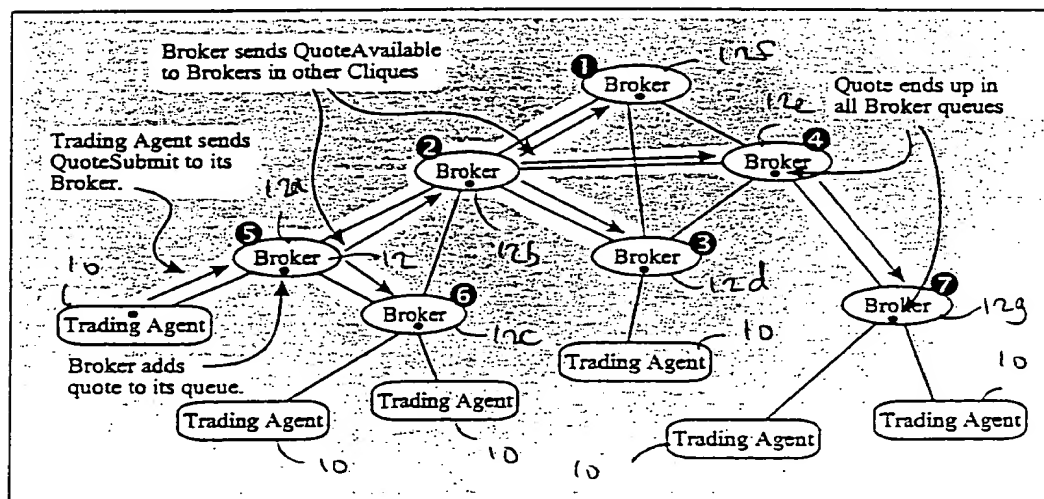 Broker sends QuoteAvailable
to Brokers in other Cliques
1
12f
Broker
Quote ends up in
all Broker queues
12e
4
Broker
Trading Agent sends
QuoteSubmit to its
Broker.
2
Broker
12a
5
Broker
12
12b
3
Broker
12d
10
Trading Agent
6
Broker
12c
7
Broker
12g
Broker adds
quote to its queue.
Trading Agent
10
10
Trading Agent
Trading Agent
Trading Agent
Trading Agent
10
10
10